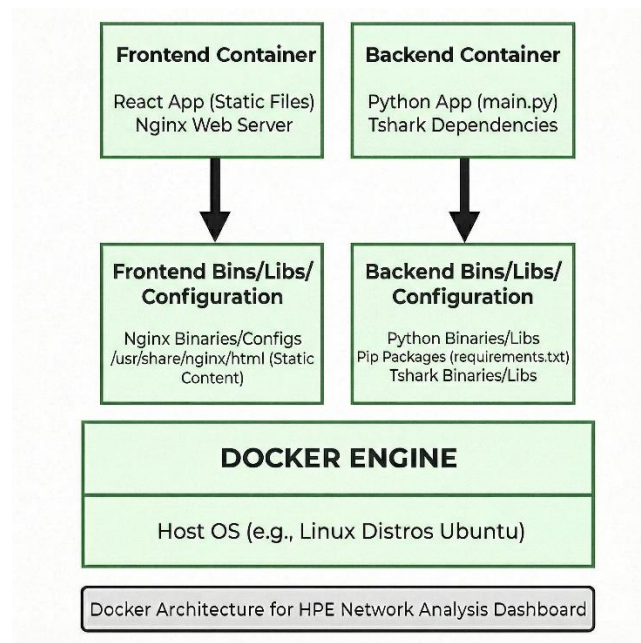 Frontend Container
React App (Static Files)
Nginx Web Server
Backend Container
Python App (main.py)
Tshark Dependencies
Frontend Bins/Libs/
Configuration
Nginx Binaries/Configs
/usr/share/nginx/html (Static
Content)
Backend Bins/Libs/
Configuration
Python Binaries/Libs
Pip Packages (requirements.txt)
Tshark Binaries/Libs
DOCKER ENGINE
Host OS (e.g., Linux Distros Ubuntu)
Docker Architecture for HPE Network Analysis Dashboard